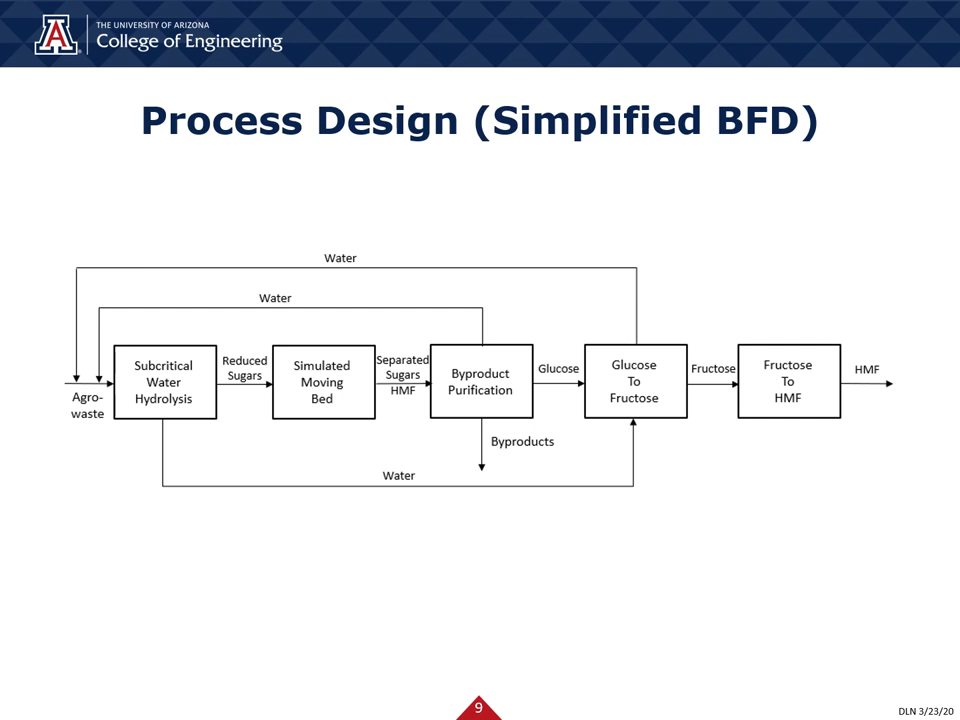 THE UNIVERSITY OF ARIZONA
College of Engineering
Process Design (Simplified BFD)
Water
Water
Agro-
waste
Subcritical
Water
Hydrolysis
Reduced
Sugars
Simulated
Moving
Bed
Separated
Sugars
HMF
Byproduct
Purification
Glucose
Glucose
To
Fructose
Fructose
Fructose
To
HMF
HMF
Byproducts
Water
9
DLN 3/23/20